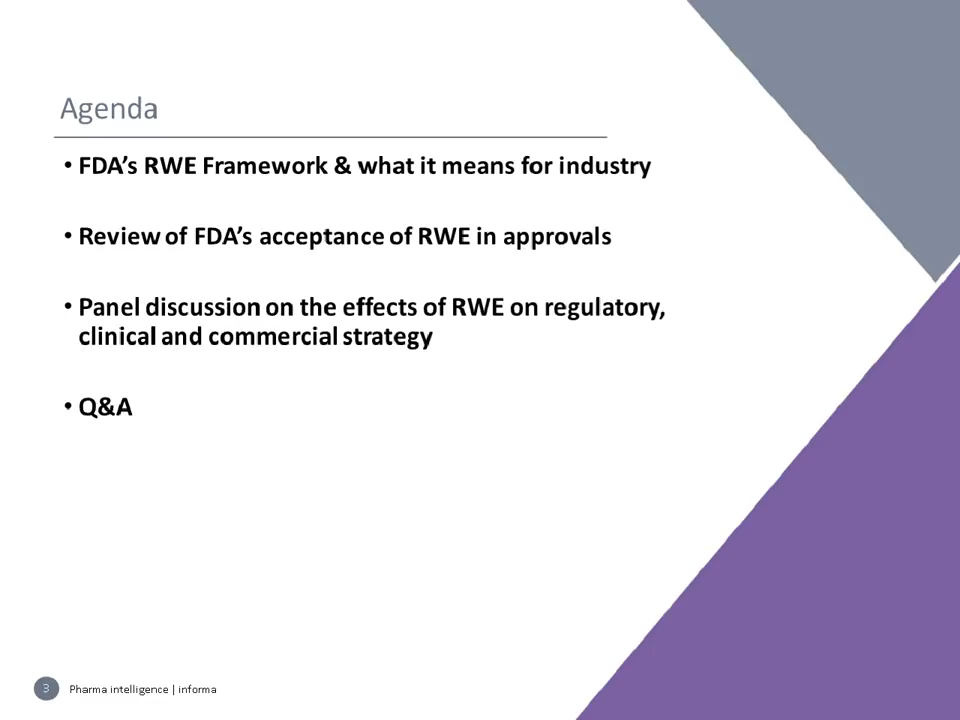 Agenda
• FDA’s RWE Framework & what it means for industry
• Review of FDA’s acceptance of RWE in approvals
• Panel discussion on the effects of RWE on regulatory,
clinical and commercial strategy
• Q&A
3 Pharma intelligence | informa